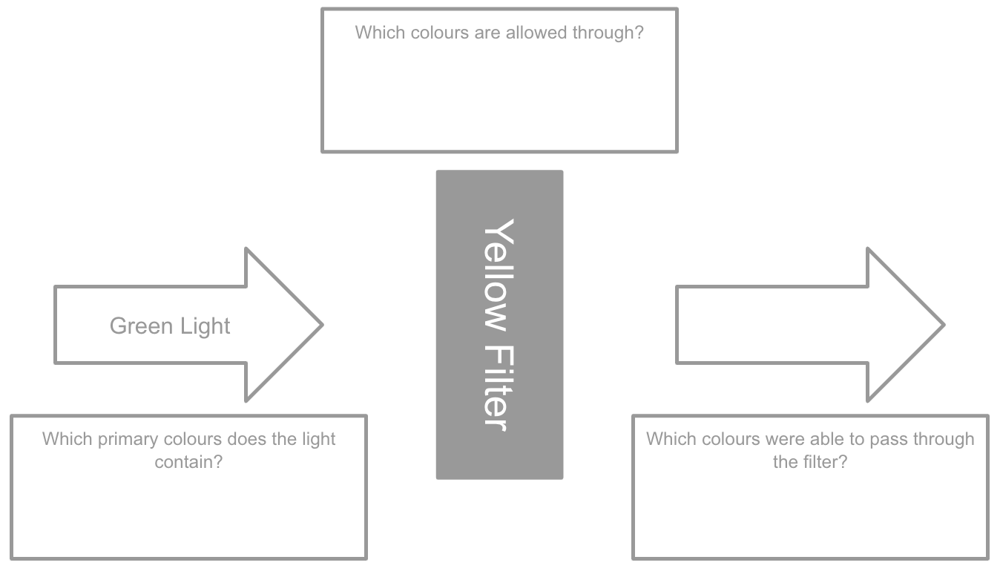 Which colours are allowed through?
Yellow Filter
Green Light
Which primary colours does the light
contain?
Which colours were able to pass through
the filter?